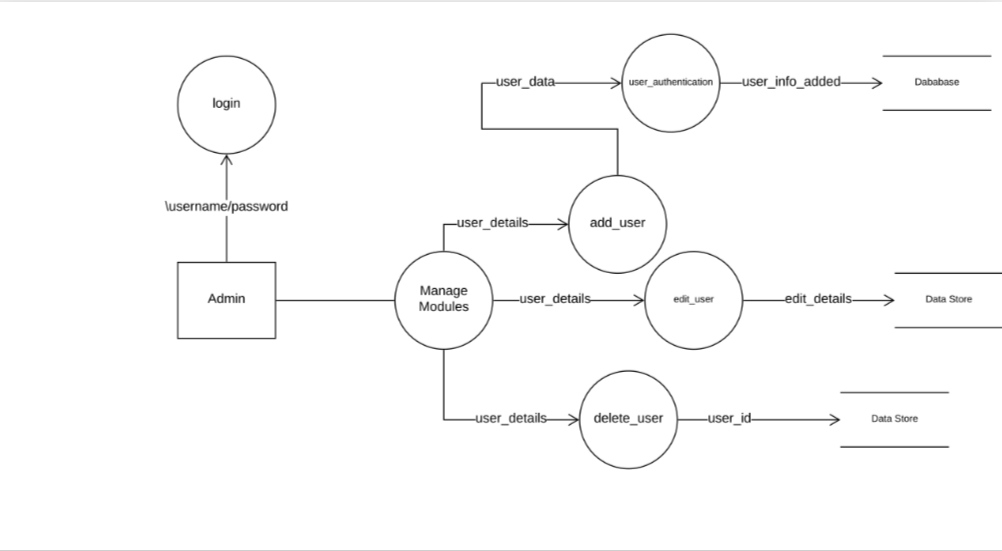 user_data
user_authentication
user_info_added
Dababase
login
\username/password
user_details
add_user
Admin
Manage
Modules
user_details
edit_user
edit_details
Data Store
user_details
delete_user
user_id
Data Store